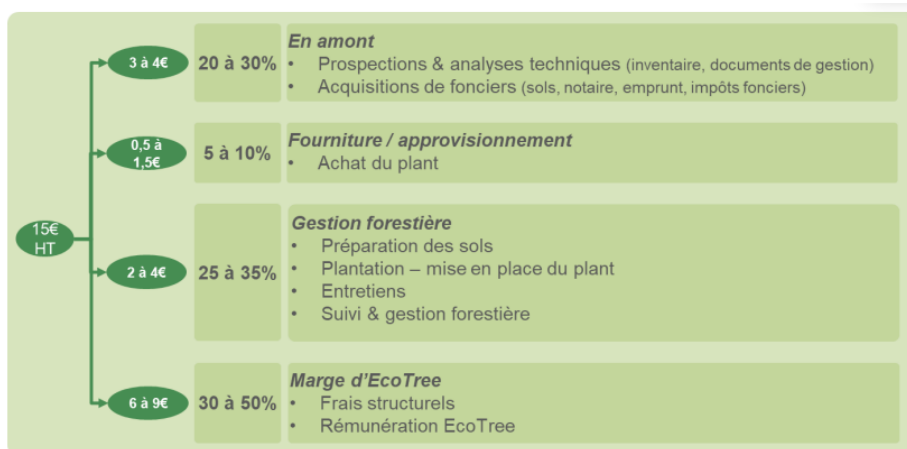 15€
HT
3 à 4€
20 à 30%
En amont
• Prospections & analyses techniques (inventaire, documents de gestion)
• Acquisitions de fonciers (sols, notaire, emprunt, impôts fonciers)
0,5 à
1,5€
5 à 10%
Fourniture / approvisionnement
• Achat du plant
2 à 4€
25 à 35%
Gestion forestière
• Préparation des sols
• Plantation – mise en place du plant
• Entretiens
• Suivi & gestion forestière
6 à 9€
30 à 50%
Marge d'EcoTree
• Frais structurels
• Rémunération EcoTree